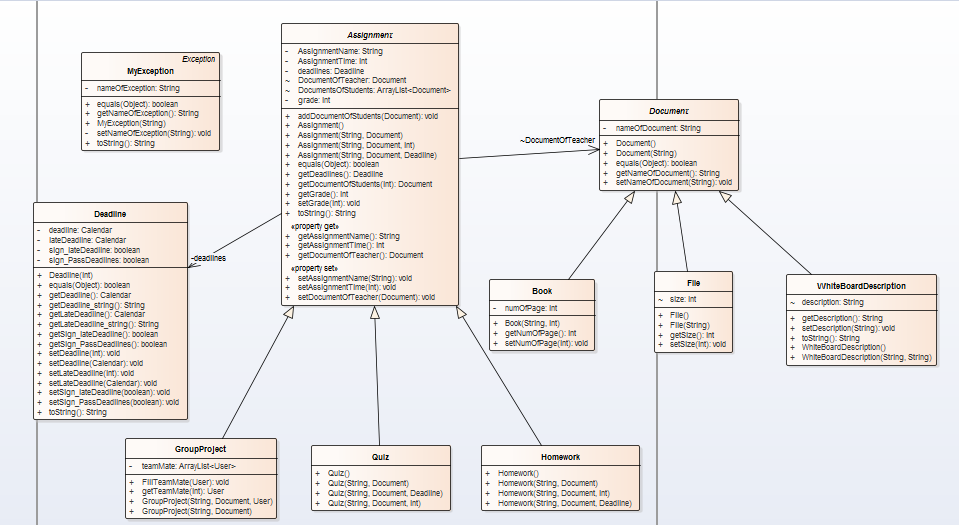 Exception
MyException
- nameOfException: String
+ equals(Object): boolean
+ getNameOfException(): String
+ MyException(String)
- setNameOfException(String): void
+ toString(): String
Assignment
- AssignmentName: String
- AssignmentTime: int
- deadlines: Deadline
~ DocumentOfTeacher: Document
~ DocumentsOfStudents: ArrayList<Document>
- grade: int
+ addDocumentOfStudents(Document): void
+ Assignment()
+ Assignment(String, Document)
+ Assignment(String, Document, int)
+ Assignment(String, Document, Deadline)
+ equals(Object): boolean
+ getDeadlines(): Deadline
+ getDocumentOfStudents(int): Document
+ getGrade(): int
+ setGrade(int): void
+ toString(): String
«property get»
+ getAssignmentName(): String
+ getAssignmentTime(): int
+ getDocumentOfTeacher(): Document
«property set»
+ setAssignmentName(String): void
+ setAssignmentTime(int): void
+ setDocumentOfTeacher(Document): void
~DocumentOfTeacher
Document
- nameOfDocument: String
+ Document()
+ Document(String)
+ equals(Object): boolean
+ getNameOfDocument(): String
+ setNameOfDocument(String): void
Deadline
- deadline: Calendar
- lateDeadline: Calendar
- sign_lateDeadline: boolean
- sign_PassDeadlines: boolean
+ Deadline(int)
+ equals(Object): boolean
+ getDeadline(): Calendar
+ getDeadline_string(): String
+ getLateDeadline(): Calendar
+ getLateDeadline_string(): String
+ getSign_lateDeadline(): boolean
+ getSign_PassDeadlines(): boolean
+ setDeadline(int): void
+ setDeadline(Calendar): void
+ setLateDeadline(int): void
+ setLateDeadline(Calendar): void
+ setSign_lateDeadline(boolean): void
+ setSign_PassDeadlines(boolean): void
+ toString(): String
-deadlines
Book
- numOfPage: int
+ Book(String, int)
+ getNumOfPage(): int
+ setNumOfPage(int): void
File
~ size: int
+ File()
+ File(String)
+ getSize(): int
+ setSize(int): void
WhiteBoardDescription
~ description: String
+ getDescription(): String
+ setDescription(String): void
+ toString(): String
+ WhiteBoardDescription()
+ WhiteBoardDescription(String, String)
GroupProject
- teamMate: ArrayList<User>
+ FillTeamMate(User): void
+ getTeamMate(int): User
+ GroupProject(String, Document, User)
+ GroupProject(String, Document)
Quiz
+ Quiz()
+ Quiz(String, Document)
+ Quiz(String, Document, Deadline)
+ Quiz(String, Document, int)
Homework
+ Homework()
+ Homework(String, Document)
+ Homework(String, Document, int)
+ Homework(String, Document, Deadline)